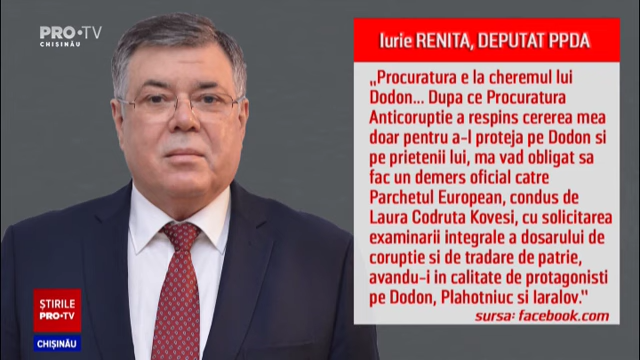 PRO•TV
CHIȘINĂU
Iurie RENITA, DEPUTAT PPDA
„Procuratura e la cheremul lui
Dodon... Dupa ce Procuratura
Anticoruptie a respins cererea mea
doar pentru a-l proteja pe Dodon si
pe prietenii lui, ma vad obligat sa
fac un demers oficial catre
Parchetul European, condus de
Laura Codruta Kovesi, cu solicitarea
examinarii integrale a dosarului de
coruptie si de tradare de patrie,
avandu-i in calitate de protagonisti
pe Dodon, Plahotniuc si Iaralov."
sursa: facebook.com
ȘTIRILE
PRO•TV
CHIȘINĂU